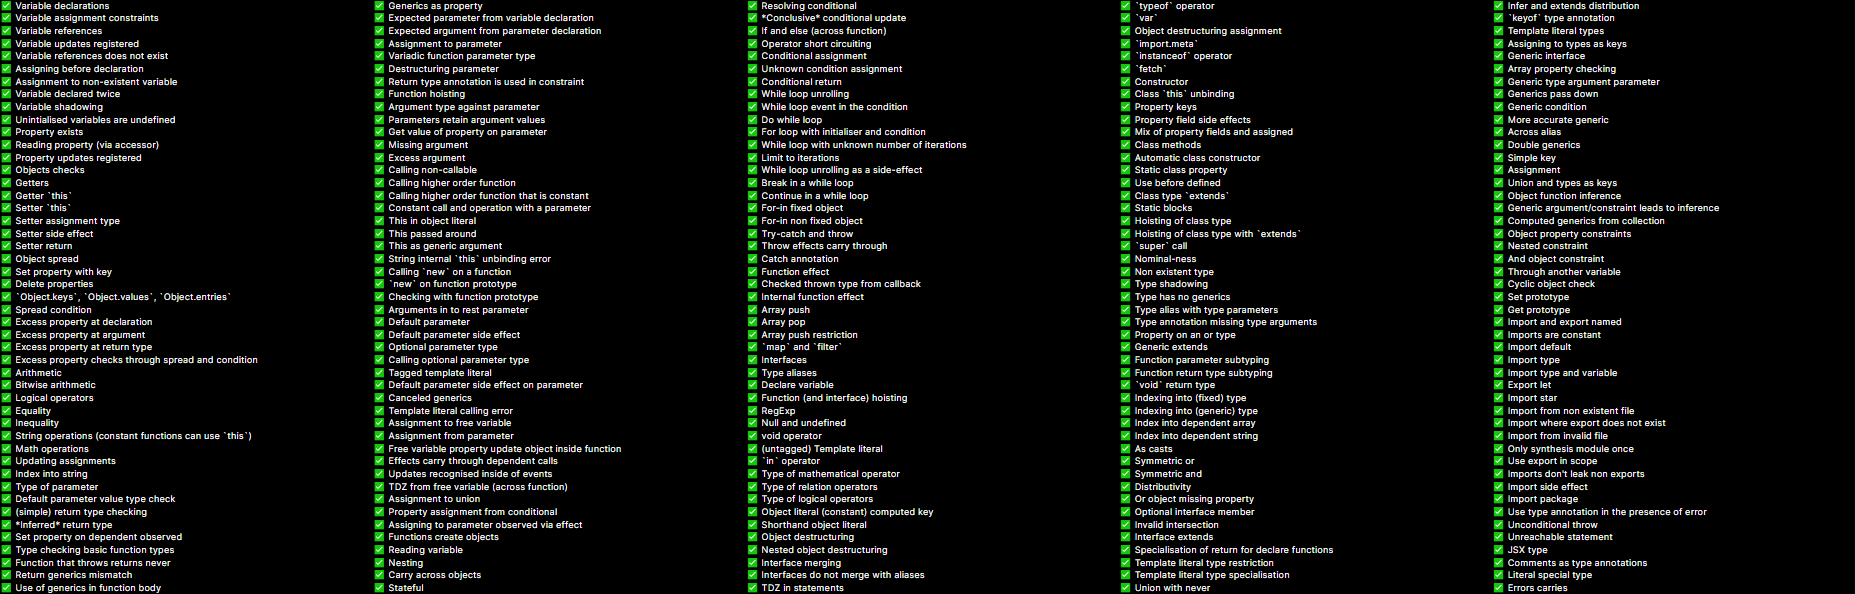 Variable declarations
Variable assignment constraints
Variable references
Variable updates registered
Variable references does not exist
Assigning before declaration
Assignment to non-existent variable
Variable declared twice
Variable shadowing
Unintialised variables are undefined
Property exists
Reading property (via accessor)
Property updates registered
Objects checks
Getters
Getter `this`
Setter `this`
Setter assignment type
Setter side effect
Setter return
Object spread
Set property with key
Delete properties
`Object.keys`, `Object.values`, `Object.entries`
Spread condition
Excess property at declaration
Excess property at argument
Excess property at return type
Excess property checks through spread and condition
Arithmetic
Bitwise arithmetic
Logical operators
Equality
Inequality
String operations (constant functions can use `this`)
Math operations
Updating assignments
Index into string
Type of parameter
Default parameter value type check
(simple) return type checking
*Inferred* return type
Set property on dependent observed
Type checking basic function types
Function that throws returns never
Return generics mismatch
Use of generics in function body
Generics as property
Expected parameter from variable declaration
Expected argument from parameter declaration
Assignment to parameter
Variadic function parameter type
Destructuring parameter
Return type annotation is used in constraint
Function hoisting
Argument type against parameter
Parameters retain argument values
Get value of property on parameter
Missing argument
Excess argument
Calling non-callable
Calling higher order function
Calling higher order function that is constant
Constant call and operation with a parameter
This in object literal
This passed around
This as generic argument
String internal `this` unbinding error
Calling `new` on a function
`new` on function prototype
Checking with function prototype
Arguments in to rest parameter
Default parameter
Default parameter side effect
Optional parameter type
Calling optional parameter type
Tagged template literal
Default parameter side effect on parameter
Canceled generics
Template literal calling error
Assignment to free variable
Assignment from parameter
Free variable property update object inside function
Effects carry through dependent calls
Updates recognised inside of events
TDZ from free variable (across function)
Assignment to union
Property assignment from conditional
Assigning to parameter observed via effect
Functions create objects
Reading variable
Nesting
Carry across objects
Stateful
Resolving conditional
*Conclusive* conditional update
If and else (across function)
Operator short circuiting
Conditional assignment
Unknown condition assignment
Conditional return
While loop unrolling
While loop event in the condition
Do while loop
For loop with initialiser and condition
While loop with unknown number of iterations
Limit to iterations
While loop unrolling as a side-effect
Break in a while loop
Continue in a while loop
For-in fixed object
For-in non fixed object
Try-catch and throw
Throw effects carry through
Catch annotation
Function effect
Checked thrown type from callback
Internal function effect
Array push
Array pop
Array push restriction
`map` and `filter`
Interfaces
Type aliases
Declare variable
Function (and interface) hoisting
RegExp
Null and undefined
void operator
(untagged) Template literal
`in` operator
Type of mathematical operator
Type of relation operators
Type of logical operators
Object literal (constant) computed key
Shorthand object literal
Object destructuring
Nested object destructuring
Interface merging
Interfaces do not merge with aliases
TDZ in statements
`typeof` operator
`var`
Object destructuring assignment
`import.meta`
`instanceof` operator
`fetch`
Constructor
Class `this` unbinding
Property keys
Property field side effects
Mix of property fields and assigned
Class methods
Automatic class constructor
Static class property
Use before defined
Class type `extends`
Static blocks
Hoisting of class type
Hoisting of class type with `extends`
`super` call
Nominal-ness
Non existent type
Type shadowing
Type has no generics
Type alias with type parameters
Type annotation missing type arguments
Property on an or type
Generic extends
Function parameter subtyping
Function return type subtyping
`void` return type
Indexing into (fixed) type
Indexing into (generic) type
Index into dependent array
Index into dependent string
As casts
Symmetric or
Symmetric and
Distributivity
Or object missing property
Optional interface member
Invalid intersection
Interface extends
Specialisation of return for declare functions
Template literal type restriction
Template literal type specialisation
Union with never
Infer and extends distribution
`keyof` type annotation
Template literal types
Assigning to types as keys
Generic interface
Array property checking
Generic type argument parameter
Generics pass down
Generic condition
More accurate generic
Across alias
Double generics
Simple key
Assignment
Union and types as keys
Object function inference
Generic argument/constraint leads to inference
Computed generics from collection
Object property constraints
Nested constraint
And object constraint
Through another variable
Cyclic object check
Set prototype
Get prototype
Import and export named
Imports are constant
Import default
Import type
Import type and variable
Export let
Import star
Import from non existent file
Import where export does not exist
Import from invalid file
Only synthesis module once
Use export in scope
Imports don't leak non exports
Import side effect
Import package
Use type annotation in the presence of error
Unconditional throw
Unreachable statement
JSX type
Comments as type annotations
Literal special type
Errors carries